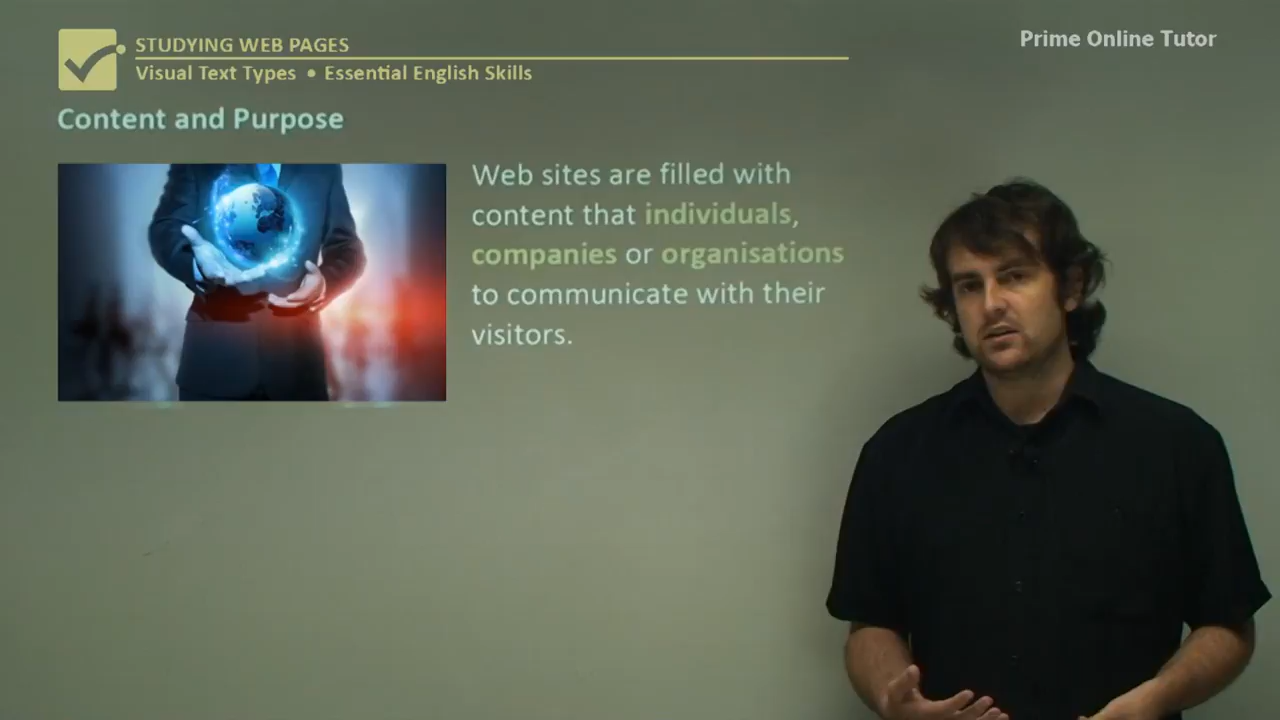 STUDYING WEB PAGES
Visual Text Types • Essential English Skills
Prime Online Tutor
Content and Purpose
Web sites are filled with
content that individuals,
companies or organisations
to communicate with their
visitors.